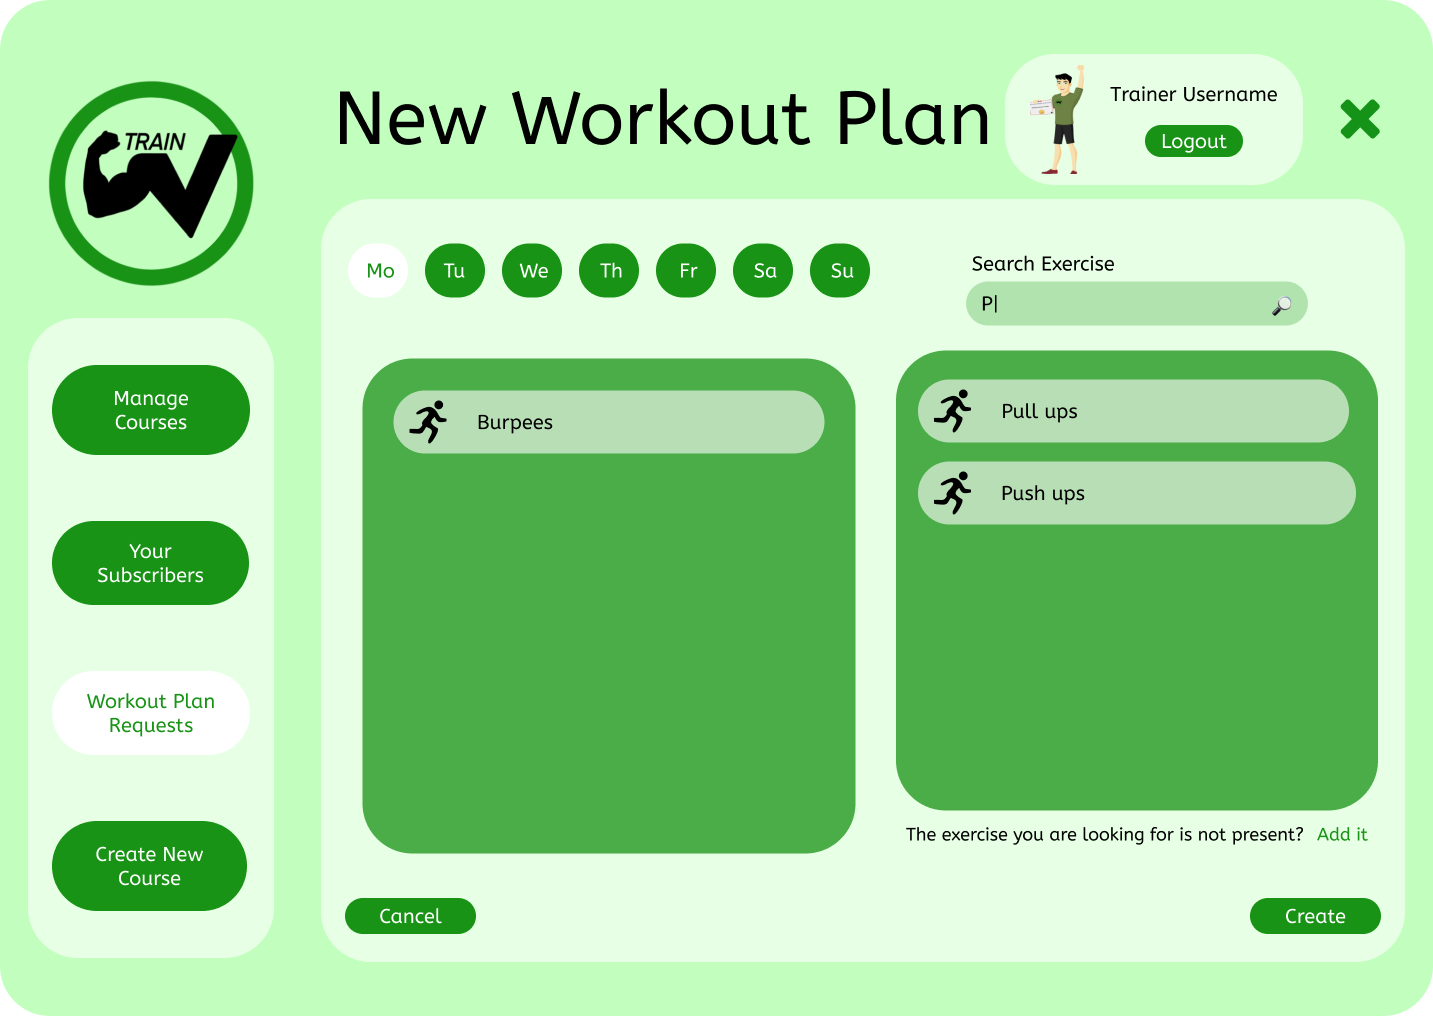 TRAIN
New Workout Plan
Trainer Username
Logout
Mo Tu We Th Fr Sa Su
Search Exercise
P|
Manage
Courses
Your
Subscribers
Workout Plan
Requests
Create New
Course
Burpees
Pull ups
Push ups
The exercise you are looking for is not present? Add it
Cancel
Create